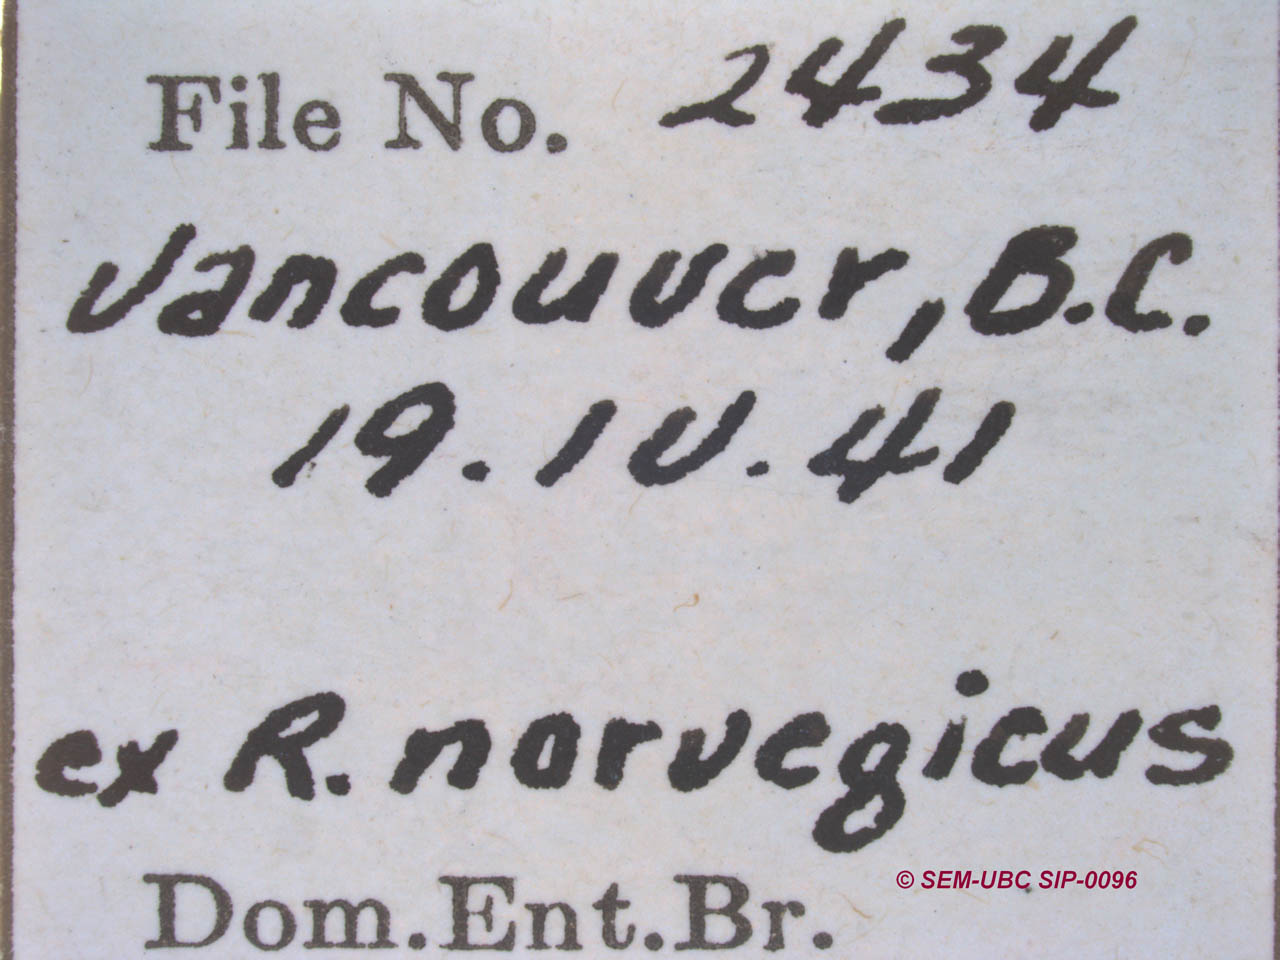 File No. 2434
Vancouver, B.C.
19.IV.41
ex R. norvegicus
© SEM-UBC SIP-0096
Dom.Ent.Br.